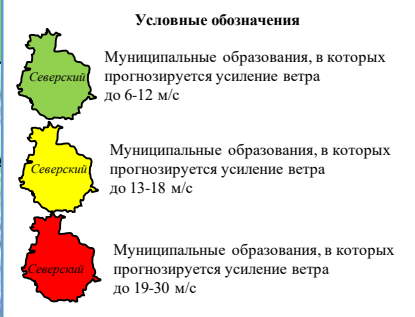 Условные обозначения
Северский
Муниципальные образования, в которых
прогнозируется усиление ветра
до 6-12 м/с
Северский
Муниципальные образования, в которых
прогнозируется усиление ветра
до 13-18 м/с
Северский
Муниципальные образования, в которых
прогнозируется усиление ветра
до 19-30 м/с